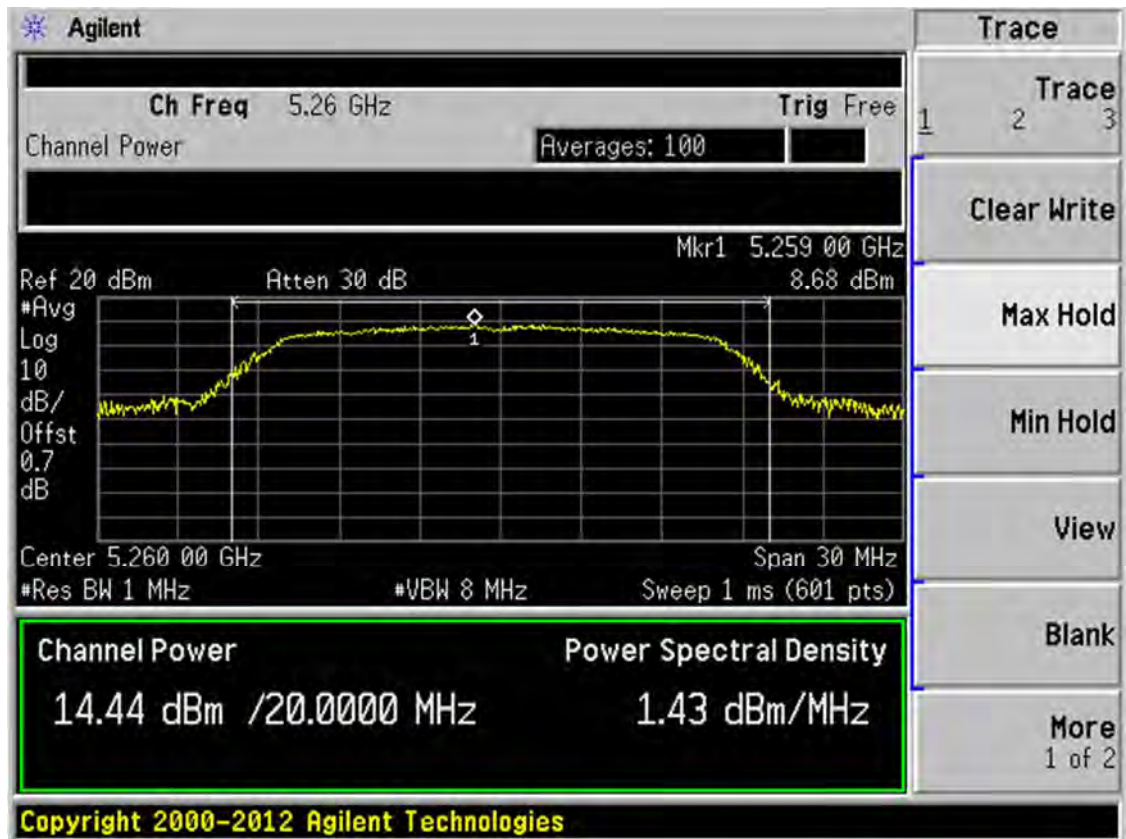 Agilent
Trace
Ch Freq 5.26 GHz
Trig Free
Channel Power
Averages: 100
Mkr1 5.259 00 GHz
8.68 dBm
Ref 20 dBm
Atten 30 dB
#Avg
Log
10
dB/
Offst
0.7
dB
1
Center 5.260 00 GHz
Span 30 MHz
#Res BW 1 MHz
#VBW 8 MHz
Sweep 1 ms (601 pts)
Channel Power
14.44 dBm /20.0000 MHz
Power Spectral Density
1.43 dBm/MHz
Copyright 2000-2012 Agilent Technologies
Trace
1 2 3
Clear Write
Max Hold
Min Hold
View
Blank
More
1 of 2